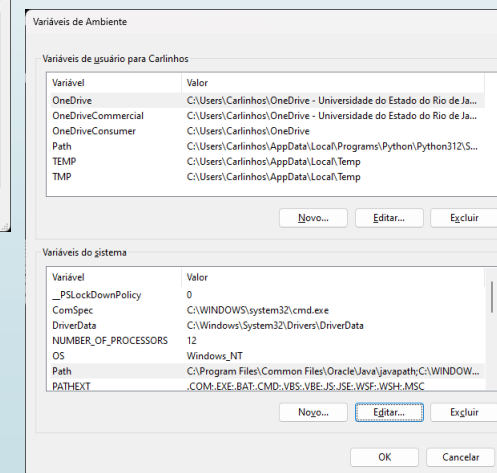 Variáveis de Ambiente
Variáveis de usuário para Carlinhos
Variável Valor
OneDrive C:\Users\Carlinhos\OneDrive - Universidade do Estado do Rio de Ja...
OneDriveCommercial C:\Users\Carlinhos\OneDrive - Universidade do Estado do Rio de Ja...
OneDriveConsumer C:\Users\Carlinhos\OneDrive
Path C:\Users\Carlinhos\AppData\Local\Programs\Python\Python312\S...
TEMP C:\Users\Carlinhos\AppData\Local\Temp
TMP C:\Users\Carlinhos\AppData\Local\Temp
Novo... Editar... Excluir
Variáveis do sistema
Variável Valor
__PSLockDownPolicy 0
ComSpec C:\WINDOWS\system32\cmd.exe
DriverData C:\Windows\System32\Drivers\DriverData
NUMBER_OF_PROCESSORS 12
OS Windows_NT
Path C:\Program Files\Common Files\Oracle\Java\javapath;C:\WINDOW...
PATHEXT .COM;.EXE;.BAT;.CMD;.VBS;.VBE;.JS;.JSE;.WSF;.WSH;.MSC
Novo... Editar... Excluir
OK Cancelar